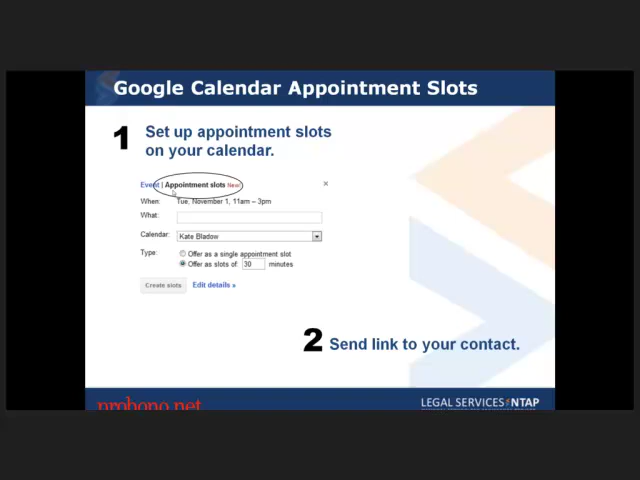 Google Calendar Appointment Slots
1 Set up appointment slots
on your calendar.
Event | Appointment slots New!
When: Tue, November 1, 11am – 3pm
What:
Calendar: Kate Bladow
Type: Offer as a single appointment slot
Offer as slots of: 30 minutes
Create slots Edit details »
2 Send link to your contact.
probono.net
LEGAL SERVICES NTAP